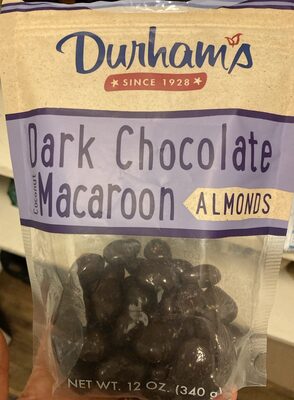 Durham's
★ SINCE 1928 ★
Dark Chocolate
Coconut
Macaroon
ALMONDS
NET WT. 12 OZ. (340 g)